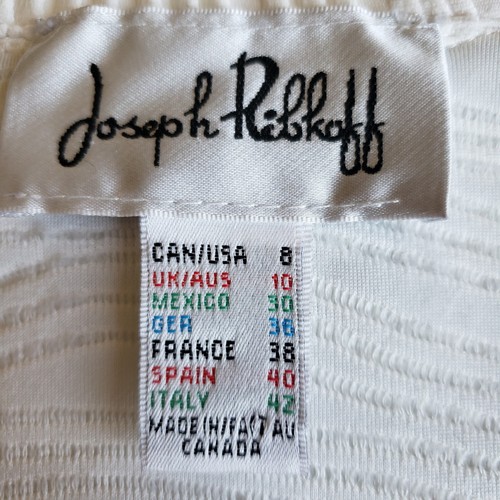 Joseph Ribkoff
CAN/USA 8
UK/AUS 10
MEXICO 30
GER 36
FRANCE 38
SPAIN 40
ITALY 42
MADE IN/FAIT AU
CANADA